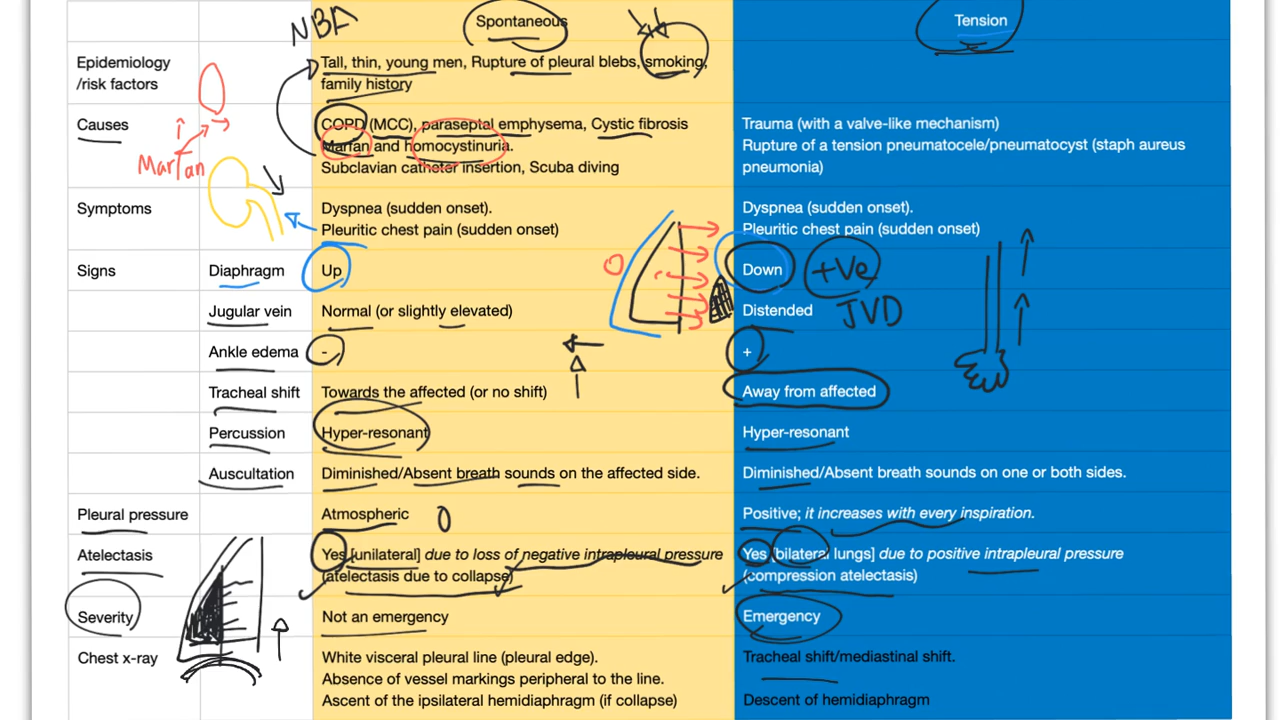 NBA
Spontaneous
Tension
Epidemiology
/risk factors
Tall, thin, young men, Rupture of pleural blebs, smoking,
family history
Causes
COPD (MCC), paraseptal emphysema, Cystic fibrosis
Marfan and homocystinuria.
Subclavian catheter insertion, Scuba diving
Trauma (with a valve-like mechanism)
Rupture of a tension pneumatocele/pneumatocyst (staph aureus
pneumonia)
Marfan
Symptoms
Dyspnea (sudden onset).
Pleuritic chest pain (sudden onset)
Dyspnea (sudden onset).
Pleuritic chest pain (sudden onset)
Signs
Diaphragm
Up
Down
+Ve
Jugular vein
Normal (or slightly elevated)
Distended
JVD
Ankle edema
-
+
Tracheal shift
Towards the affected (or no shift)
Away from affected
Percussion
Hyper-resonant
Hyper-resonant
Auscultation
Diminished/Absent breath sounds on the affected side.
Diminished/Absent breath sounds on one or both sides.
Pleural pressure
Atmospheric
0
Positive; it increases with every inspiration.
Atelectasis
Yes [unilateral] due to loss of negative intrapleural pressure
(atelectasis due to collapse)
Yes [bilateral lungs] due to positive intrapleural pressure
(compression atelectasis)
Severity
Not an emergency
Emergency
Chest x-ray
White visceral pleural line (pleural edge).
Absence of vessel markings peripheral to the line.
Ascent of the ipsilateral hemidiaphragm (if collapse)
Tracheal shift/mediastinal shift.
Descent of hemidiaphragm